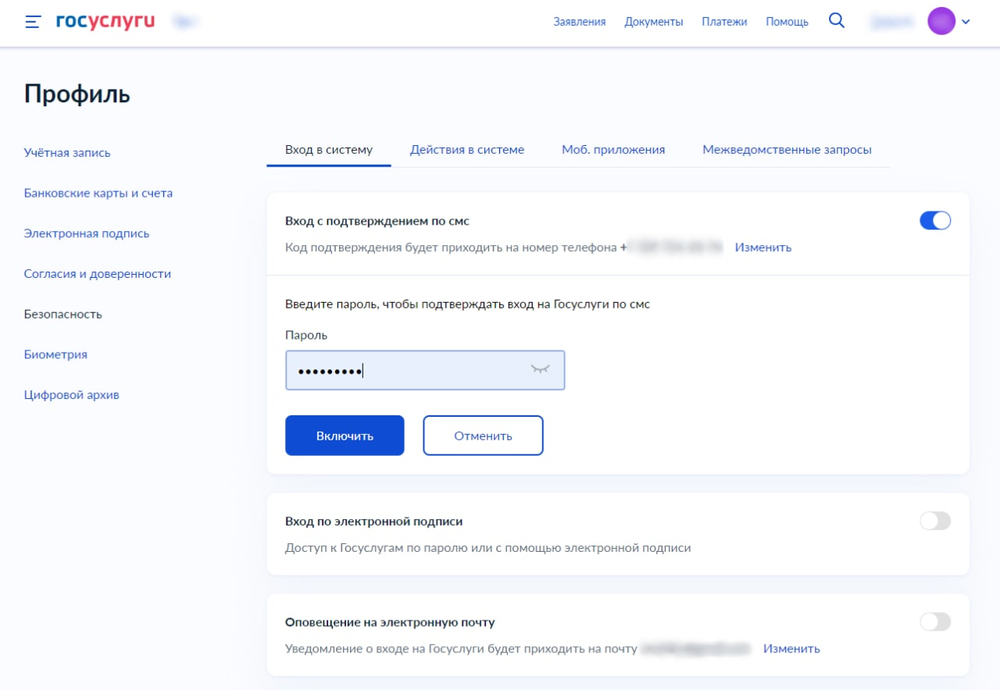 госуслуги
Заявления Документы Платежи Помощь
Профиль
Учётная запись
Банковские карты и счета
Электронная подпись
Согласия и доверенности
Безопасность
Биометрия
Цифровой архив
Вход в систему Действия в системе Моб. приложения Межведомственные запросы
Вход с подтверждением по смс
Код подтверждения будет приходить на номер телефона + Изменить
Введите пароль, чтобы подтверждать вход на Госуслуги по смс
Пароль
•••••••••
Включить Отменить
Вход по электронной подписи
Доступ к Госуслугам по паролю или с помощью электронной подписи
Оповещение на электронную почту
Уведомление о входе на Госуслуги будет приходить на почту Изменить